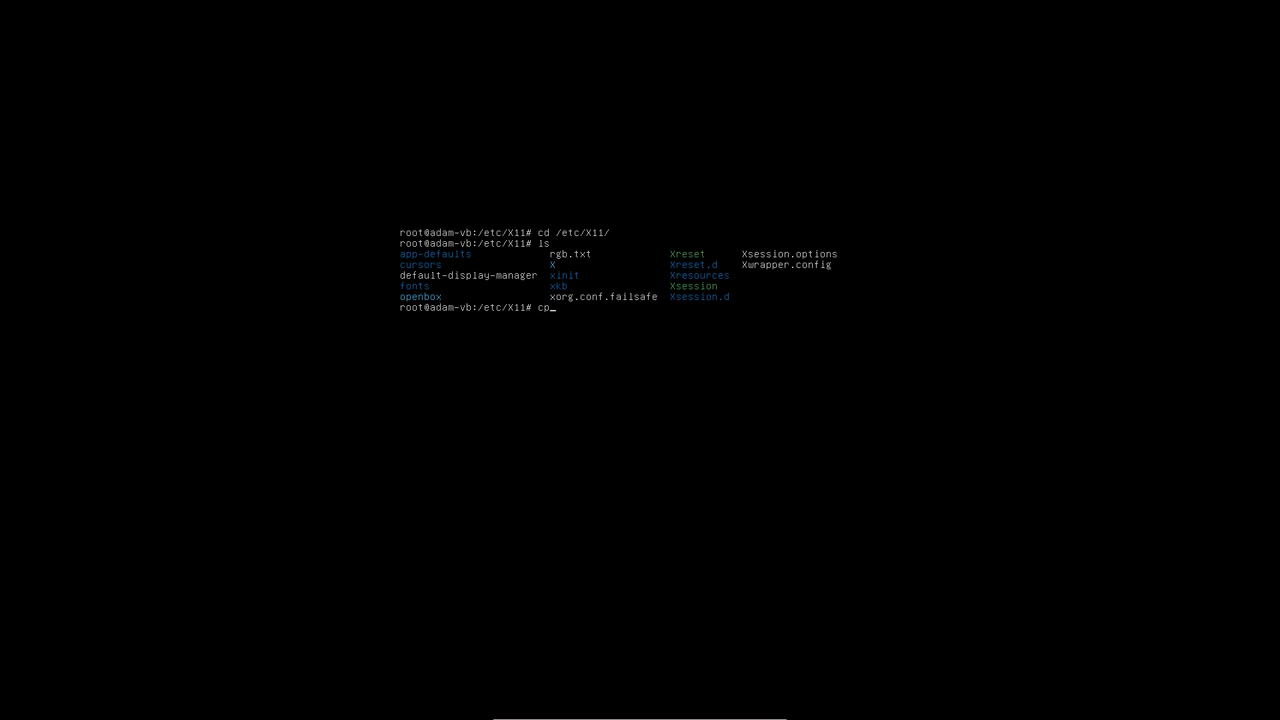 root@adam-vb:/etc/X11# cd /etc/X11/
root@adam-vb:/etc/X11# ls
app-defaults rgb.txt Xreset Xsession.options
cursors X Xreset.d Xwrapper.config
default-display-manager xinit Xresources
fonts xkb Xsession
openbox xorg.conf.failsafe Xsession.d
root@adam-vb:/etc/X11# cp_